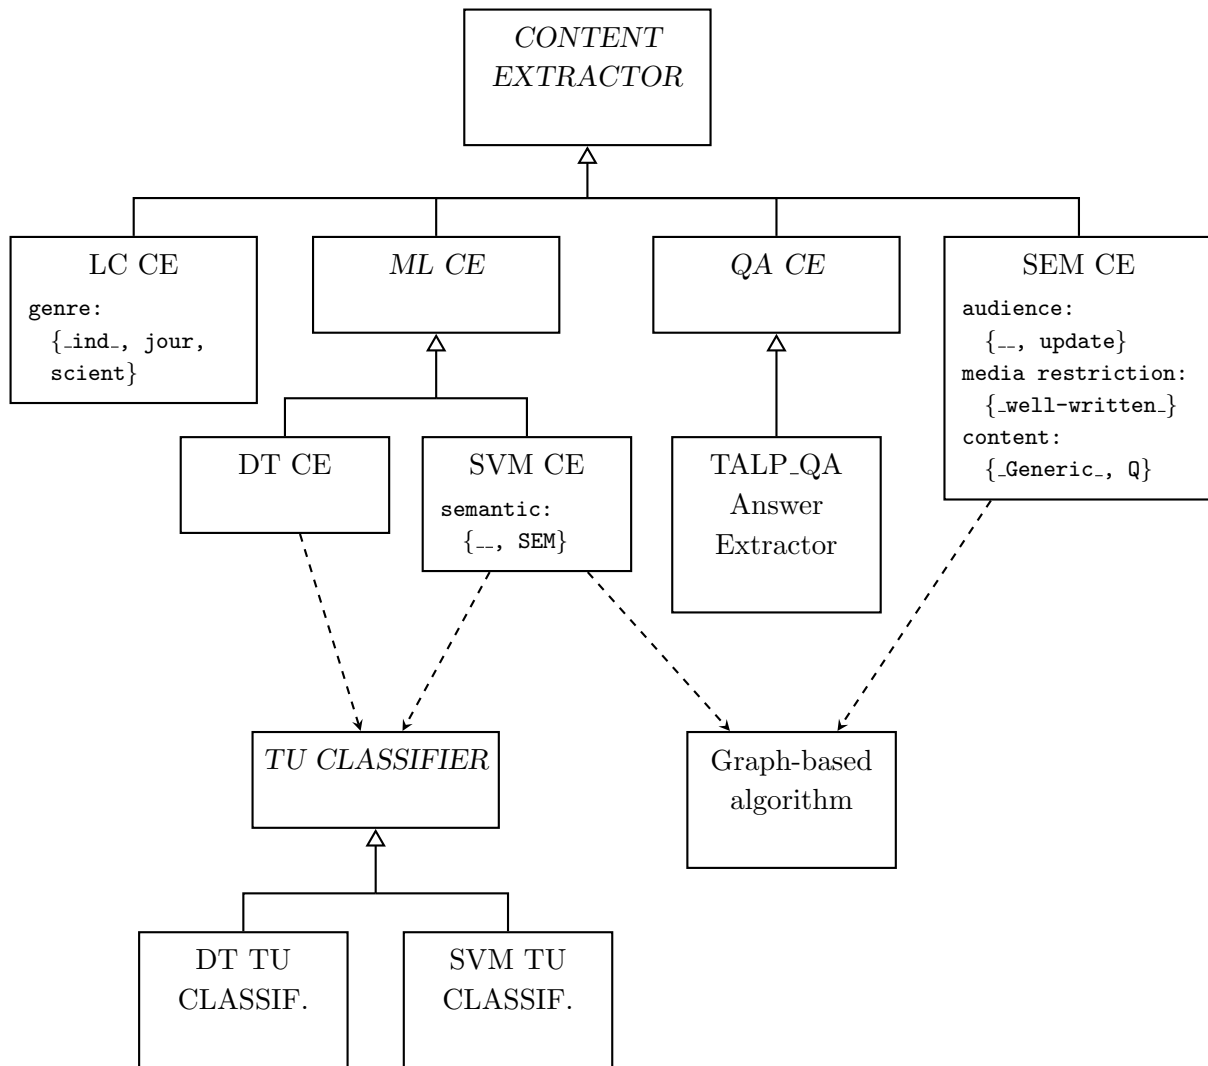 CONTENT
EXTRACTOR
LC CE
genre:
{_ind_, jour,
scient}
ML CE
QA CE
SEM CE
audience:
{__, update}
media restriction:
{_well-written_}
content:
{_Generic_, Q}
DT CE
SVM CE
semantic:
{__, SEM}
TALP_QA
Answer
Extractor
TU CLASSIFIER
Graph-based
algorithm
DT TU
CLASSIF.
SVM TU
CLASSIF.